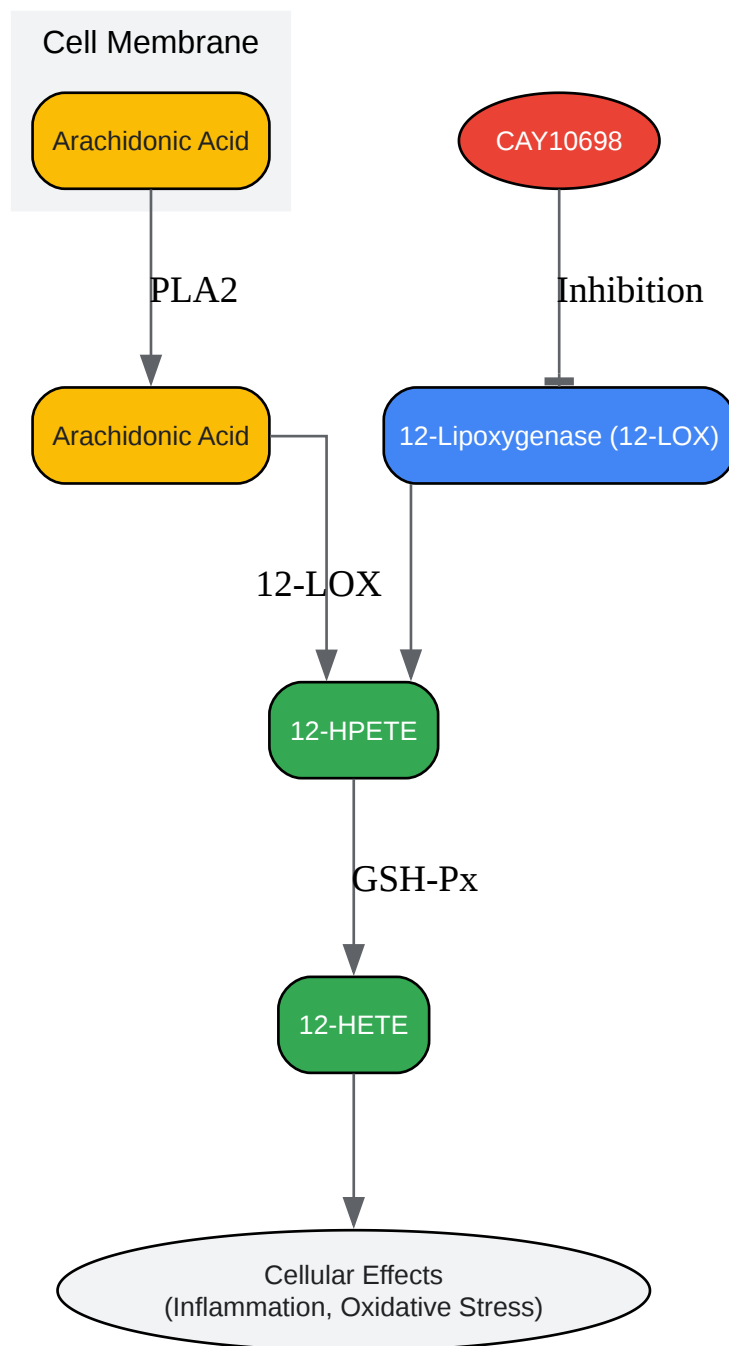 Cell Membrane
Arachidonic Acid
CAY10698
PLA2
Inhibition
Arachidonic Acid
12-Lipoxygenase (12-LOX)
12-LOX
12-HPETE
GSH-Px
12-HETE
Cellular Effects
(Inflammation, Oxidative Stress)